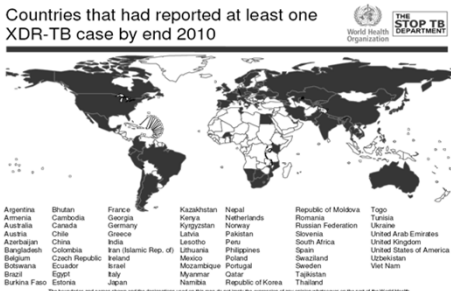 Countries that had reported at least one
XDR-TB case by end 2010
World Health
Organization
THE
STOP TB
DEPARTMENT
Argentina
Armenia
Australia
Austria
Azerbaijan
Bangladesh
Belgium
Botswana
Brazil
Burkina Faso
Bhutan
Cambodia
Canada
Chile
China
Colombia
Czech Republic
Ecuador
Egypt
Estonia
France
Georgia
Germany
Greece
India
Iran (Islamic Rep. of)
Ireland
Israel
Italy
Japan
Kazakhstan
Kenya
Kyrgyzstan
Latvia
Lesotho
Lithuania
Mexico
Mozambique
Myanmar
Namibia
Nepal
Netherlands
Norway
Pakistan
Peru
Philippines
Poland
Portugal
Qatar
Republic of Korea
Republic of Moldova
Romania
Russian Federation
Slovenia
South Africa
Spain
Swaziland
Sweden
Tajikistan
Thailand
Togo
Tunisia
Ukraine
United Arab Emirates
United Kingdom
United States of America
Uzbekistan
Viet Nam